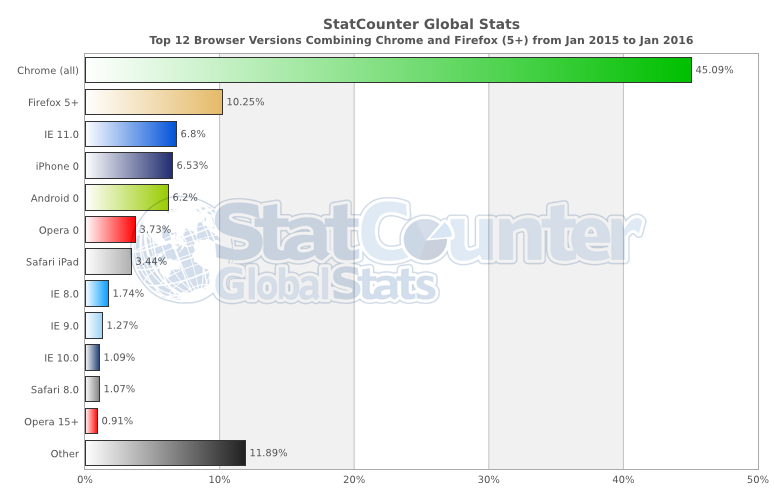 StatCounter Global Stats
Top 12 Browser Versions Combining Chrome and Firefox (5+) from Jan 2015 to Jan 2016
Chrome (all) 45.09%
Firefox 5+ 10.25%
IE 11.0 6.8%
iPhone 0 6.53%
Android 0 6.2%
Opera 0 3.73%
Safari iPad 3.44%
StatCounter
GlobalStats
IE 8.0 1.74%
IE 9.0 1.27%
IE 10.0 1.09%
Safari 8.0 1.07%
Opera 15+ 0.91%
Other 11.89%
0% 10% 20% 30% 40% 50%